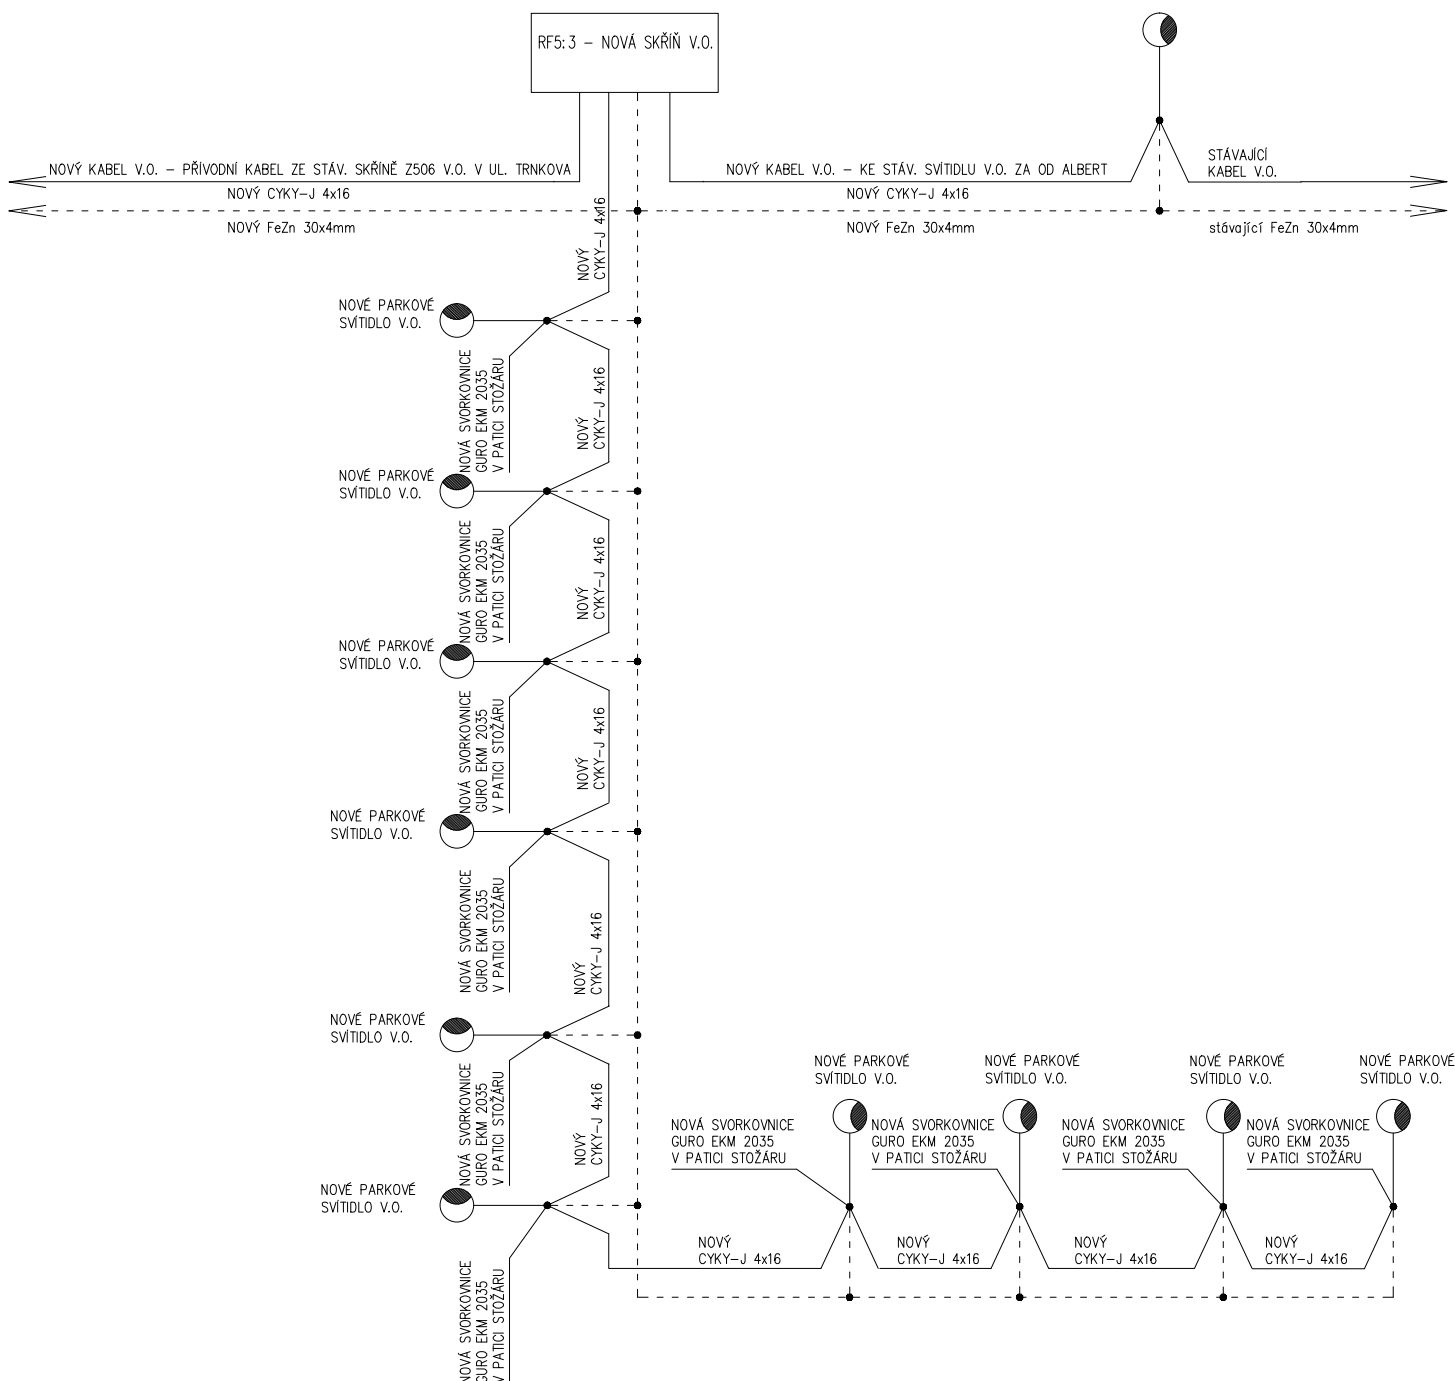 RF5:3 – NOVÁ SKŘÍŇ V.O.
NOVÝ KABEL V.O. – PŘÍVODNÍ KABEL ZE STÁV. SKŘÍNĚ Z506 V.O. V UL. TRNKOVA
NOVÝ CYKY–J 4x16
NOVÝ FeZn 30x4mm
NOVÝ KABEL V.O. – KE STÁV. SVÍTIDLU V.O. ZA OD ALBERT
NOVÝ CYKY–J 4x16
NOVÝ FeZn 30x4mm
STÁVAJÍCÍ
KABEL V.O.
stávající FeZn 30x4mm
NOVÝ
CYKY–J 4x16
NOVÉ PARKOVÉ
SVÍTIDLO V.O.
NOVÁ SVORKOVNICE
GURO EKM 2035
V PATICI STOŽÁRU
NOVÝ
CYKY–J 4x16
NOVÉ PARKOVÉ
SVÍTIDLO V.O.
NOVÁ SVORKOVNICE
GURO EKM 2035
V PATICI STOŽÁRU
NOVÝ
CYKY–J 4x16
NOVÉ PARKOVÉ
SVÍTIDLO V.O.
NOVÁ SVORKOVNICE
GURO EKM 2035
V PATICI STOŽÁRU
NOVÝ
CYKY–J 4x16
NOVÉ PARKOVÉ
SVÍTIDLO V.O.
NOVÁ SVORKOVNICE
GURO EKM 2035
V PATICI STOŽÁRU
NOVÝ
CYKY–J 4x16
NOVÉ PARKOVÉ
SVÍTIDLO V.O.
NOVÁ SVORKOVNICE
GURO EKM 2035
V PATICI STOŽÁRU
NOVÝ
CYKY–J 4x16
NOVÉ PARKOVÉ
SVÍTIDLO V.O.
NOVÁ SVORKOVNICE
GURO EKM 2035
V PATICI STOŽÁRU
NOVÉ PARKOVÉ
SVÍTIDLO V.O.
NOVÁ SVORKOVNICE
GURO EKM 2035
V PATICI STOŽÁRU
NOVÝ
CYKY–J 4x16
NOVÉ PARKOVÉ
SVÍTIDLO V.O.
NOVÁ SVORKOVNICE
GURO EKM 2035
V PATICI STOŽÁRU
NOVÝ
CYKY–J 4x16
NOVÉ PARKOVÉ
SVÍTIDLO V.O.
NOVÁ SVORKOVNICE
GURO EKM 2035
V PATICI STOŽÁRU
NOVÝ
CYKY–J 4x16
NOVÉ PARKOVÉ
SVÍTIDLO V.O.
NOVÁ SVORKOVNICE
GURO EKM 2035
V PATICI STOŽÁRU
NOVÝ
CYKY–J 4x16